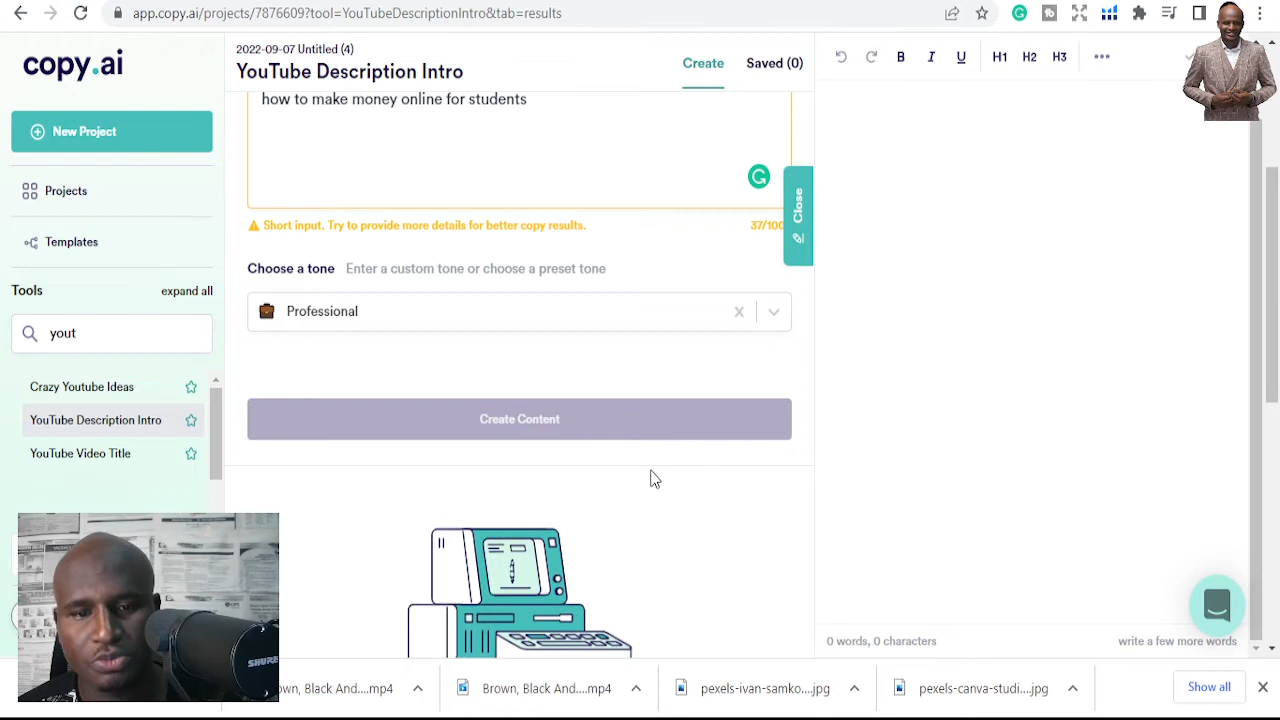 app.copy.ai/projects/7876609?tool=YouTubeDescriptionIntro&tab=results
copy.ai
2022-09-07 Untitled (4)
YouTube Description Intro
Create
Saved (0)
B I U H1 H2 H3
New Project
Projects
Templates
Tools
expand all
yout
Crazy Youtube Ideas
YouTube Description Intro
YouTube Video Title
how to make money online for students
Close
Short input. Try to provide more details for better copy results.
37/100
Choose a tone
Enter a custom tone or choose a preset tone
Professional
Create Content
SHURE
0 words, 0 characters
write a few more words
wn, Black And....mp4
Brown, Black And....mp4
pexels-ivan-samko....jpg
pexels-canva-studi....jpg
Show all